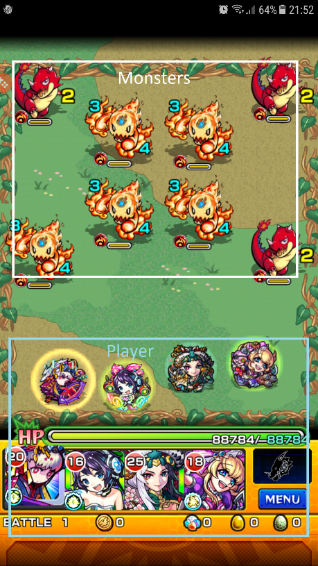 64% 21:52
Monsters
2 2
3 3
4 4
3 3
4 4
3 2
4
Player
HP 88784/88784
20 16 25 18
MENU
BATTLE 1 0 0 0 0